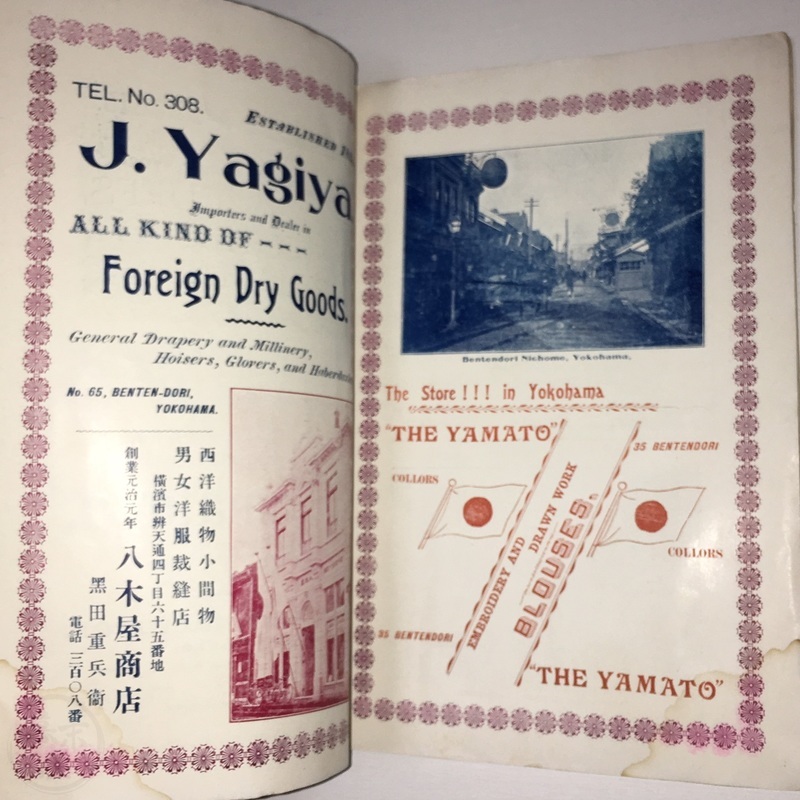 TEL. No. 308.
ESTABLISHED
J. Yagiya
Importers and Dealer in
ALL KIND OF - - -
Foreign Dry Goods.
General Drapery and Millinery,
Hoisers, Glovers, and
No. 65, BENTEN-DORI,
YOKOHAMA.
西洋織物小間物
男女洋服裁縫店
橫濱市辨天通四丁目六十五番地
創業元治元年
八木屋商店
黑田重兵衞
電話三百〇八番
Bentendori Nichome, Yokohama.
The Store!!! in Yokohama
"THE YAMATO"
35 BENTENDORI
COLLORS
EMBROIDERY AND
DRAWN WORK
BLOUSES.
COLLORS
35 BENTENDORI
"THE YAMATO"